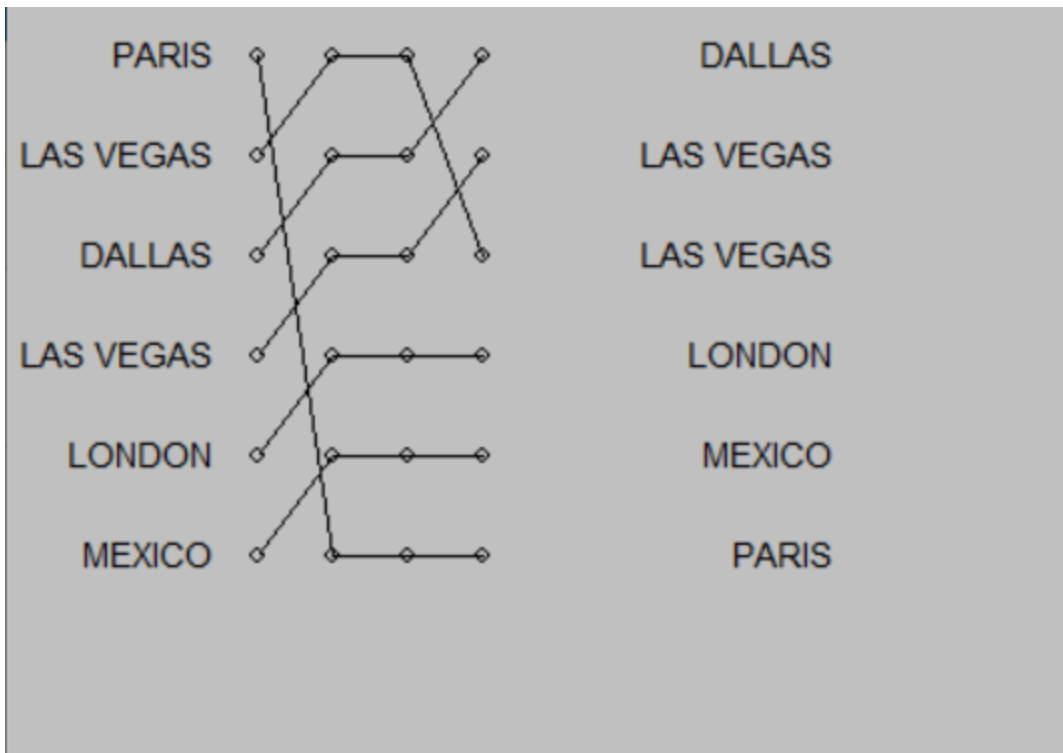 PARIS DALLAS
LAS VEGAS LAS VEGAS
DALLAS LAS VEGAS
LAS VEGAS LONDON
LONDON MEXICO
MEXICO PARIS